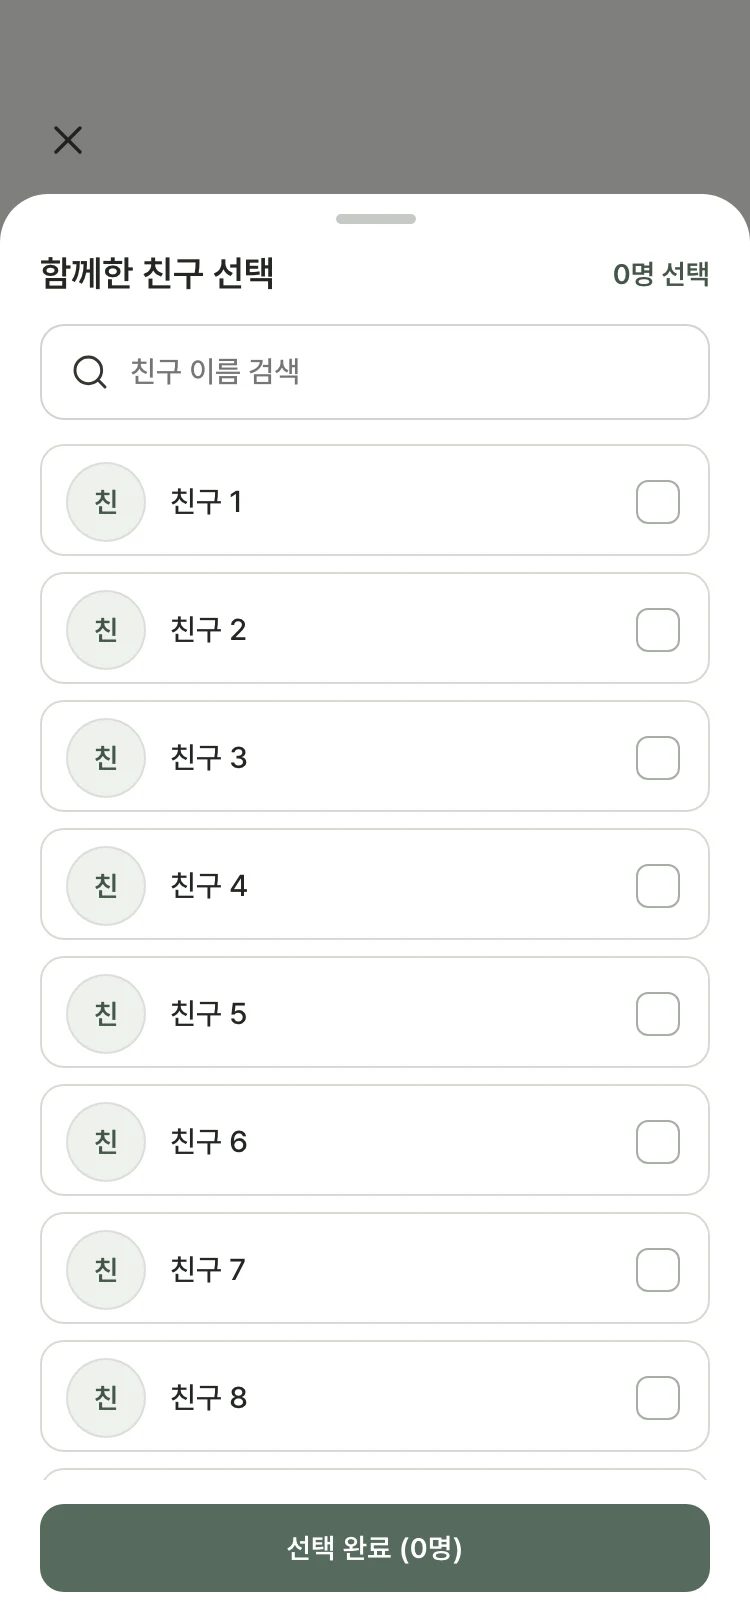 함께한 친구 선택 0명 선택
친구 이름 검색
친 친구 1
친 친구 2
친 친구 3
친 친구 4
친 친구 5
친 친구 6
친 친구 7
친 친구 8
선택 완료 (0명)